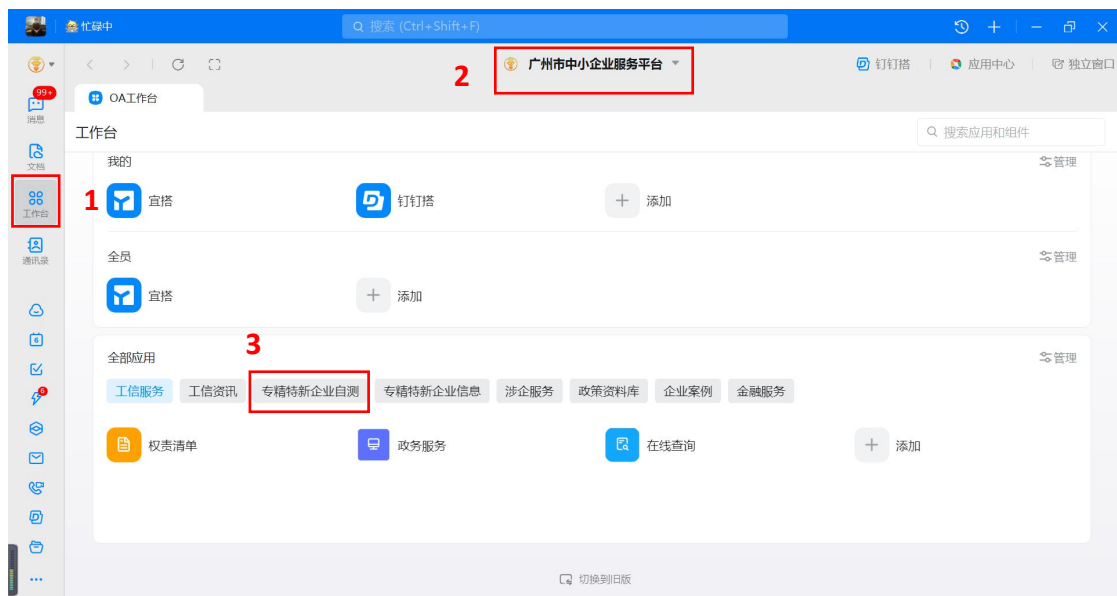 忙碌中
搜索 (Ctrl+Shift+F)
2
广州市中小企业服务平台
钉钉搭
应用中心
独立窗口
99+
消息
OA工作台
工作台
搜索应用和组件
文档
我的
管理
1
工作台
宜搭
钉钉搭
添加
通讯录
全员
管理
宜搭
添加
6
3
全部应用
管理
工信服务
工信资讯
专精特新企业自测
专精特新企业信息
涉企服务
政策资料库
企业案例
金融服务
6
权责清单
政务服务
在线查询
添加
切换到旧版